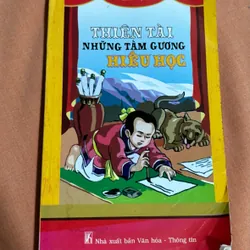 THIÊN TÀI
NHỮNG TẤM GƯƠNG
HIẾU HỌC
Nhà xuất bản Văn hóa - Thông tin